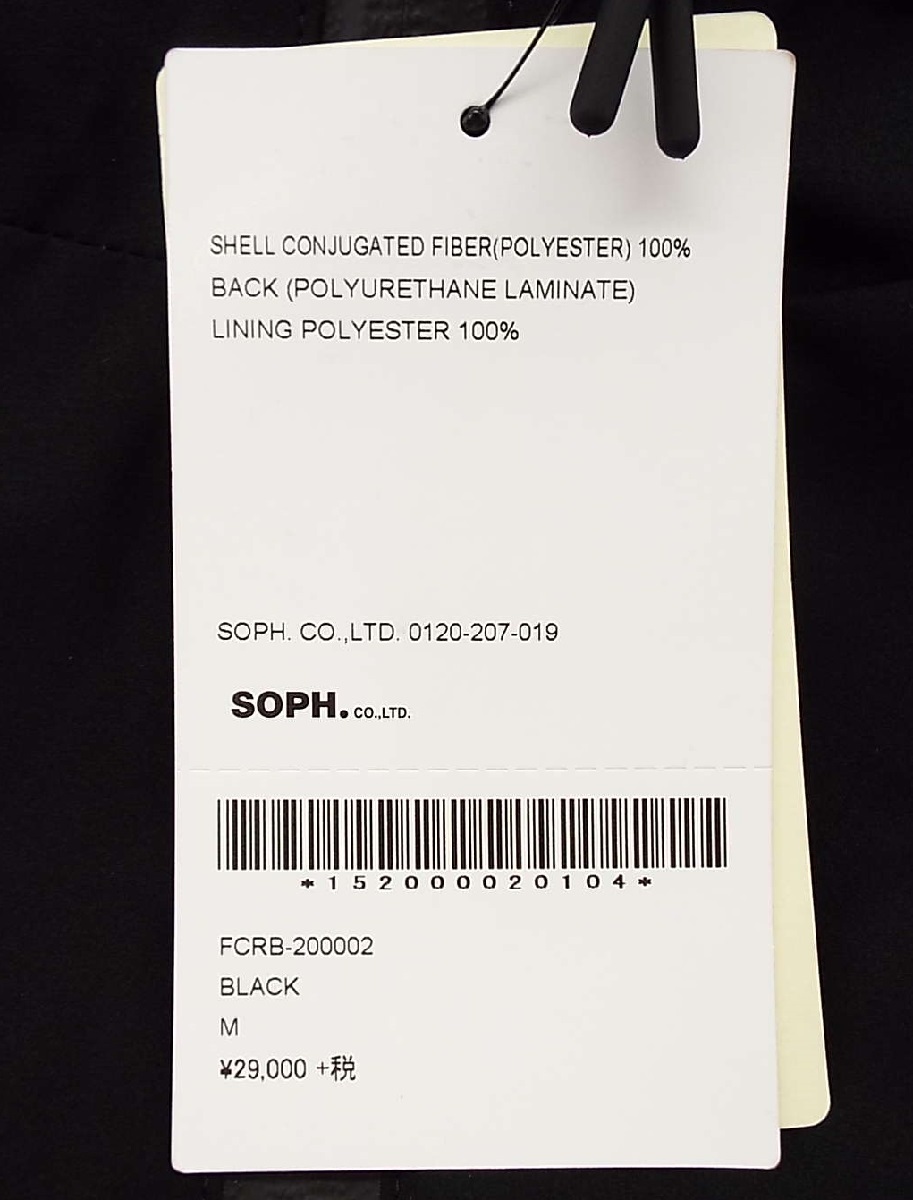 SHELL CONJUGATED FIBER(POLYESTER) 100%
BACK (POLYURETHANE LAMINATE)
LINING POLYESTER 100%
SOPH. CO.,LTD. 0120-207-019
SOPH. CO.,LTD.
*152000020104*
FCRB-200002
BLACK
M
¥29,000 +税